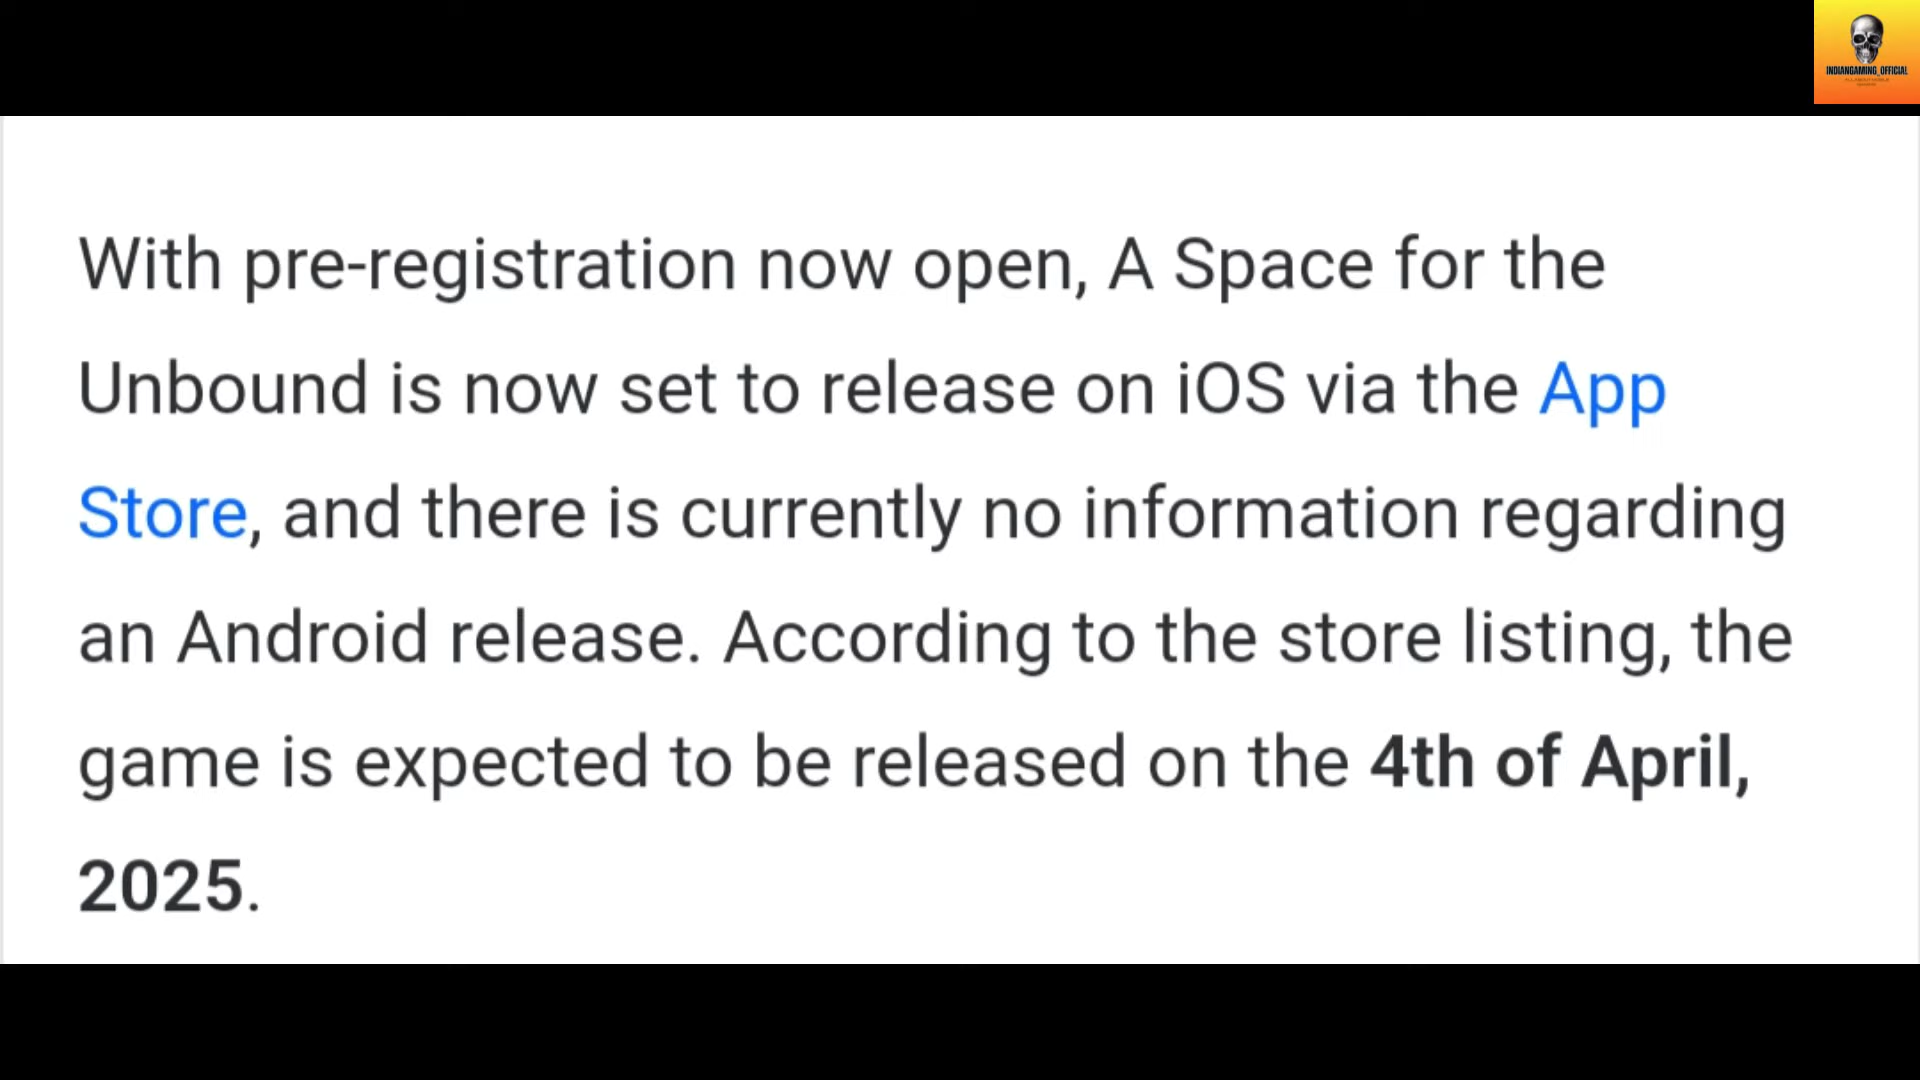 INDIANGAMING_OFFICIAL
With pre-registration now open, A Space for the
Unbound is now set to release on iOS via the App
Store, and there is currently no information regarding
an Android release. According to the store listing, the
game is expected to be released on the 4th of April,
2025.